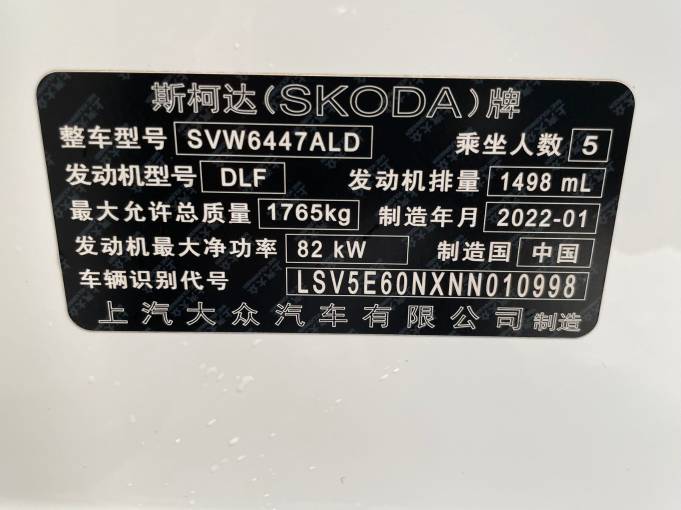 斯柯达(SKODA)牌
整车型号 SVW6447ALD 乘坐人数 5
发动机型号 DLF 发动机排量 1498 mL
最大允许总质量 1765kg 制造年月 2022-01
发动机最大净功率 82 kW 制造国 中国
车辆识别代号 LSV5E60NXNN010998
上汽大众汽车有限公司 制造